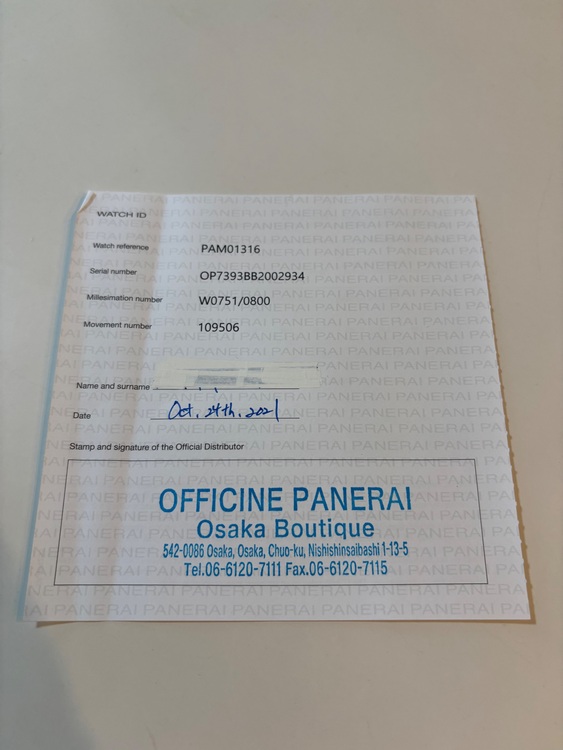 WATCH ID
Watch reference PAM01316
Serial number OP7393BB2002934
Millesimation number W0751/0800
Movement number 109506
Name and surname
Date Oct. 24th, 2021
Stamp and signature of the Official Distributor
OFFICINE PANERAI
Osaka Boutique
542-0086 Osaka, Osaka, Chuo-ku, Nishishinsaibashi 1-13-5
Tel.06-6120-7111 Fax.06-6120-7115